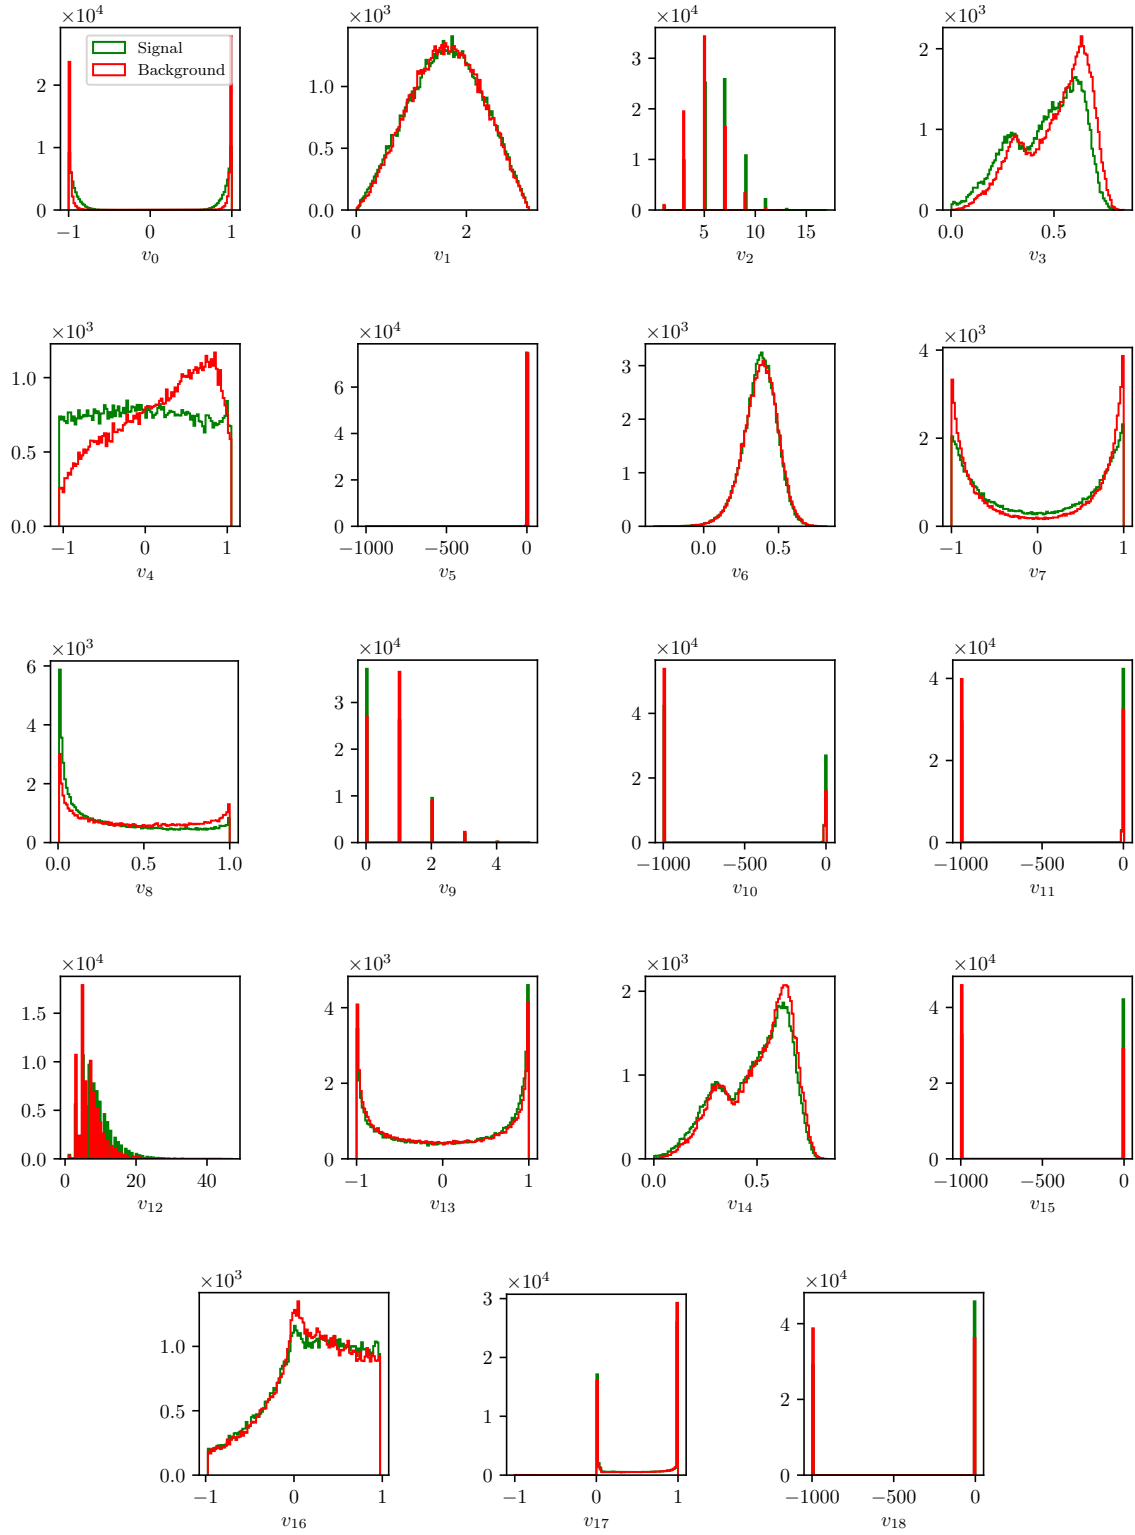 ×10⁴
2
1
0
−1 0 1
v₀
Signal
Background
×10³
1.0
0.5
0.0
0 2
v₁
×10⁴
4
3
2
1
0
5 10 15
v₂
×10³
2
1
0
0.0 0.5
v₃
×10³
1.0
0.5
0.0
−1 0 1
v₄
×10⁴
6
4
2
0
−1000 −500 0
v₅
×10³
3
2
1
0
0.0 0.5
v₆
×10³
4
2
0
−1 0 1
v₇
×10³
6
4
2
0
0.0 0.5 1.0
v₈
×10⁴
3
2
1
0
0 2 4
v₉
×10⁴
4
2
0
−1000 −500 0
v₁₀
×10⁴
4
2
0
−1000 −500 0
v₁₁
×10⁴
1.5
1.0
0.5
0.0
0 20 40
v₁₂
×10³
4
2
0
−1 0 1
v₁₃
×10³
2
1
0
0.0 0.5
v₁₄
×10⁴
4
2
0
−1000 −500 0
v₁₅
×10³
1.0
0.5
0.0
−1 0 1
v₁₆
×10⁴
3
2
1
0
−1 0 1
v₁₇
×10⁴
4
2
0
−1000 −500 0
v₁₈